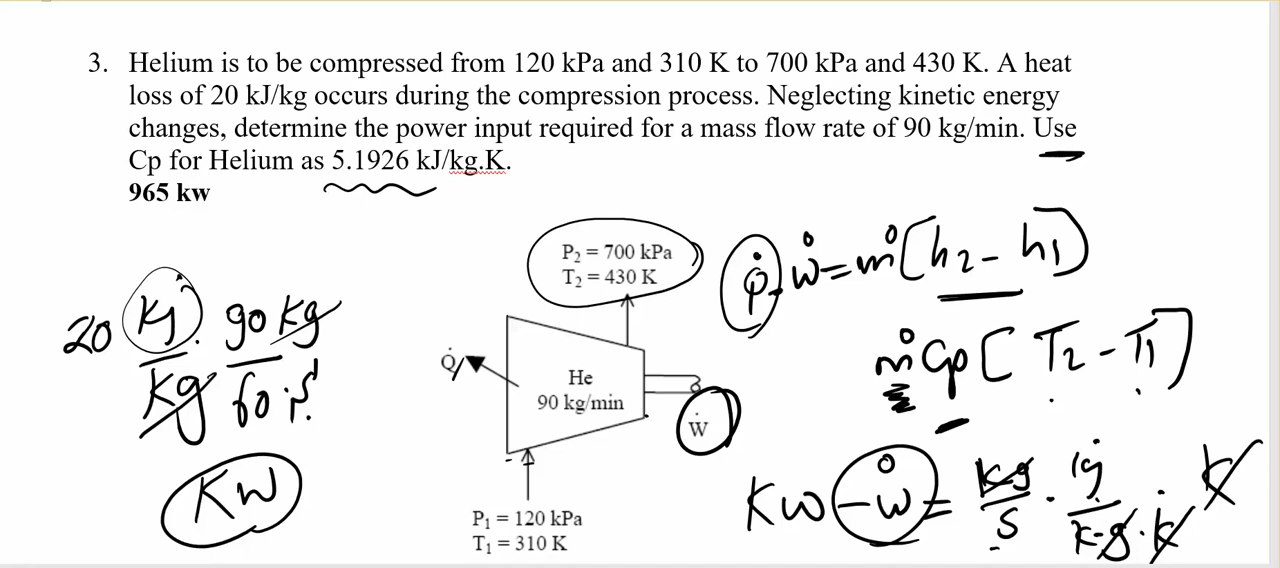 3. Helium is to be compressed from 120 kPa and 310 K to 700 kPa and 430 K. A heat
loss of 20 kJ/kg occurs during the compression process. Neglecting kinetic energy
changes, determine the power input required for a mass flow rate of 90 kg/min. Use
Cp for Helium as 5.1926 kJ/kg.K.
965 kw
P₂ = 700 kPa
T₂ = 430 K
Q̇
He
90 kg/min
Ẇ
P₁ = 120 kPa
T₁ = 310 K
20 KJ/Kg . 90 Kg/60 s
KW
- ẇ = ṁ[h2 - h1)
ṁ Cp [ T2 - T1]
KW - ẇ = Kg/s .